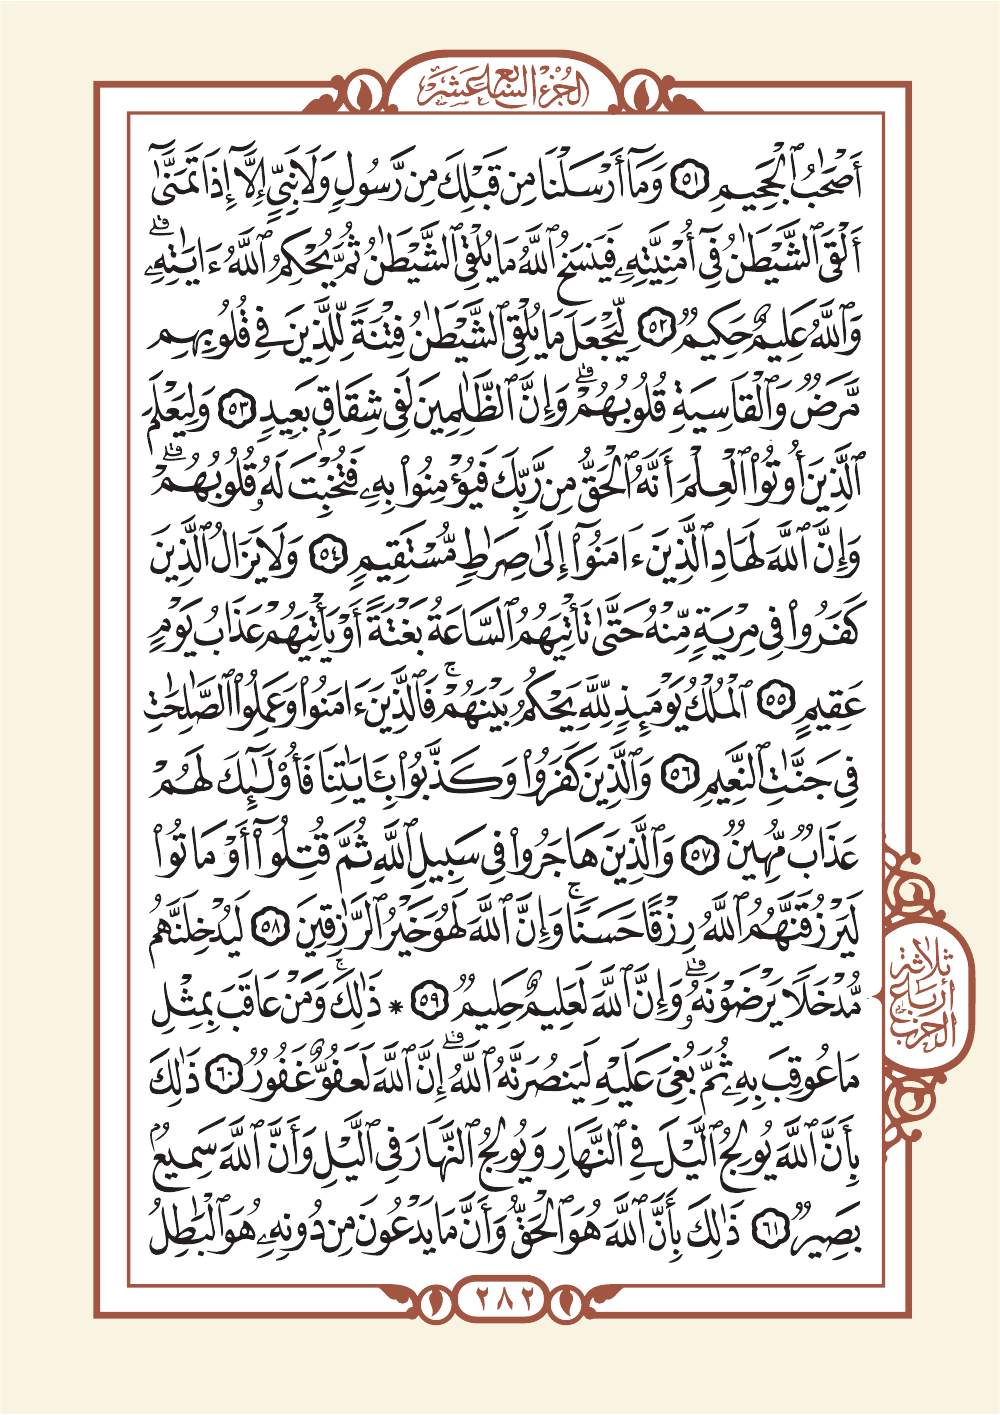 الجزء السابع عشر
أَصْحَٰبُ ٱلْجَحِيمِ ٥١ وَمَآ أَرْسَلْنَا مِن قَبْلِكَ مِن رَّسُولٍ وَلَا نَبِيٍّ إِلَّآ إِذَا تَمَنَّىٰٓ
أَلْقَى ٱلشَّيْطَٰنُ فِىٓ أُمْنِيَّتِهِۦ فَيَنسَخُ ٱللَّهُ مَا يُلْقِى ٱلشَّيْطَٰنُ ثُمَّ يُحْكِمُ ٱللَّهُ ءَايَٰتِهِۦۗ
وَٱللَّهُ عَلِيمٌ حَكِيمٌ ٥٢ لِّيَجْعَلَ مَا يُلْقِى ٱلشَّيْطَٰنُ فِتْنَةً لِّلَّذِينَ فِى قُلُوبِهِم
مَّرَضٌ وَٱلْقَاسِيَةِ قُلُوبُهُمْۗ وَإِنَّ ٱلظَّٰلِمِينَ لَفِى شِقَاقٍۭ بَعِيدٍ ٥٣ وَلِيَعْلَمَ
ٱلَّذِينَ أُوتُوا۟ ٱلْعِلْمَ أَنَّهُ ٱلْحَقُّ مِن رَّبِّكَ فَيُؤْمِنُوا۟ بِهِۦ فَتُخْبِتَ لَهُۥ قُلُوبُهُمْۗ
وَإِنَّ ٱللَّهَ لَهَادِ ٱلَّذِينَ ءَامَنُوٓا۟ إِلَىٰ صِرَٰطٍ مُّسْتَقِيمٍ ٥٤ وَلَا يَزَالُ ٱلَّذِينَ
كَفَرُوا۟ فِى مِرْيَةٍ مِّنْهُ حَتَّىٰ تَأْتِيَهُمُ ٱلسَّاعَةُ بَغْتَةً أَوْ يَأْتِيَهُمْ عَذَابُ يَوْمٍ
عَقِيمٍ ٥٥ ٱلْمُلْكُ يَوْمَئِذٍ لِّلَّهِ يَحْكُمُ بَيْنَهُمْۚ فَٱلَّذِينَ ءَامَنُوا۟ وَعَمِلُوا۟ ٱلصَّٰلِحَٰتِ
فِى جَنَّٰتِ ٱلنَّعِيمِ ٥٦ وَٱلَّذِينَ كَفَرُوا۟ وَكَذَّبُوا۟ بِـَٔايَٰتِنَا فَأُو۟لَٰٓئِكَ لَهُمْ
عَذَابٌ مُّهِينٌ ٥٧ وَٱلَّذِينَ هَاجَرُوا۟ فِى سَبِيلِ ٱللَّهِ ثُمَّ قُتِلُوٓا۟ أَوْ مَاتُوا۟
لَيَرْزُقَنَّهُمُ ٱللَّهُ رِزْقًا حَسَنًاۚ وَإِنَّ ٱللَّهَ لَهُوَ خَيْرُ ٱلرَّٰزِقِينَ ٥٨ لَيُدْخِلَنَّهُم
مُّدْخَلًا يَرْضَوْنَهُۥۗ وَإِنَّ ٱللَّهَ لَعَلِيمٌ حَلِيمٌ ٥٩ * ذَٰلِكَۚ وَمَنْ عَاقَبَ بِمِثْلِ
مَا عُوقِبَ بِهِۦ ثُمَّ بُغِىَ عَلَيْهِ لَيَنصُرَنَّهُ ٱللَّهُۗ إِنَّ ٱللَّهَ لَعَفُوٌّ غَفُورٌ ٦٠ ذَٰلِكَ
بِأَنَّ ٱللَّهَ يُولِجُ ٱلَّيْلَ فِى ٱلنَّهَارِ وَيُولِجُ ٱلنَّهَارَ فِى ٱلَّيْلِ وَأَنَّ ٱللَّهَ سَمِيعٌۢ
بَصِيرٌ ٦١ ذَٰلِكَ بِأَنَّ ٱللَّهَ هُوَ ٱلْحَقُّ وَأَنَّ مَا يَدْعُونَ مِن دُونِهِۦ هُوَ ٱلْبَٰطِلُ
ثلاثة
أرباع
الحزب
٢٨٢